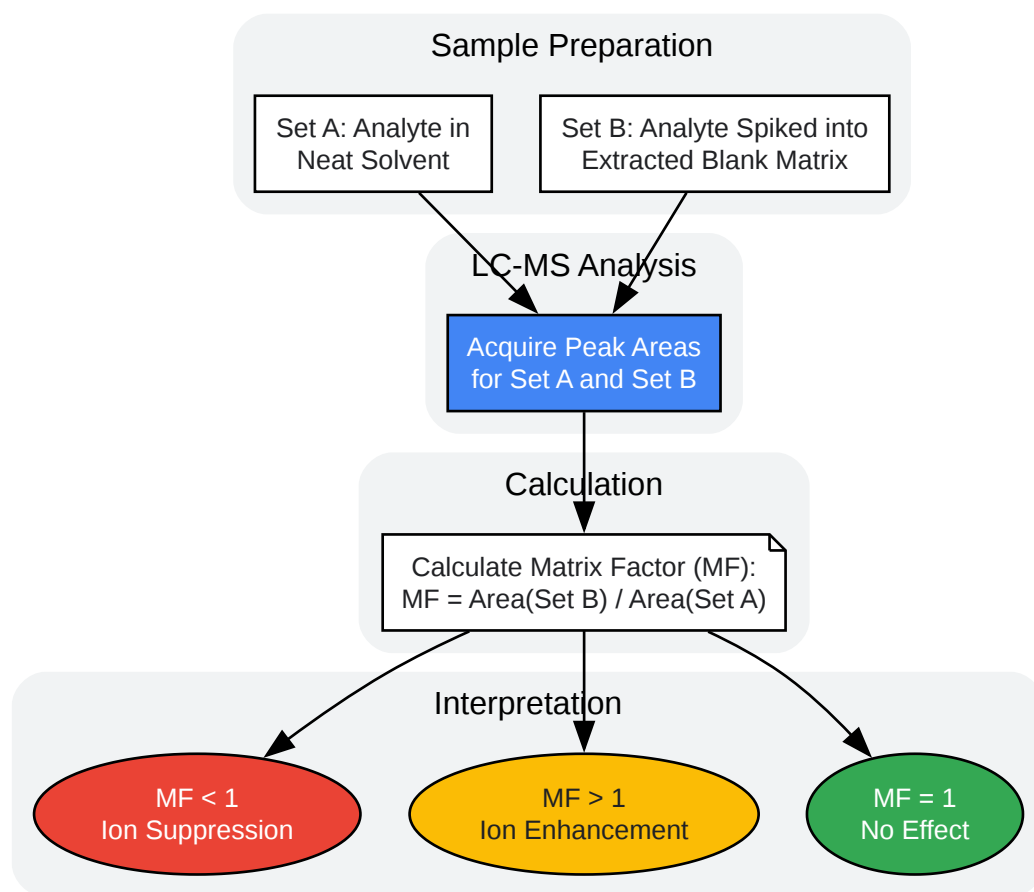 Sample Preparation
Set A: Analyte in
Neat Solvent
Set B: Analyte Spiked into
Extracted Blank Matrix
LC-MS Analysis
Acquire Peak Areas
for Set A and Set B
Calculation
Calculate Matrix Factor (MF):
MF = Area(Set B) / Area(Set A)
Interpretation
MF < 1
Ion Suppression
MF > 1
Ion Enhancement
MF = 1
No Effect